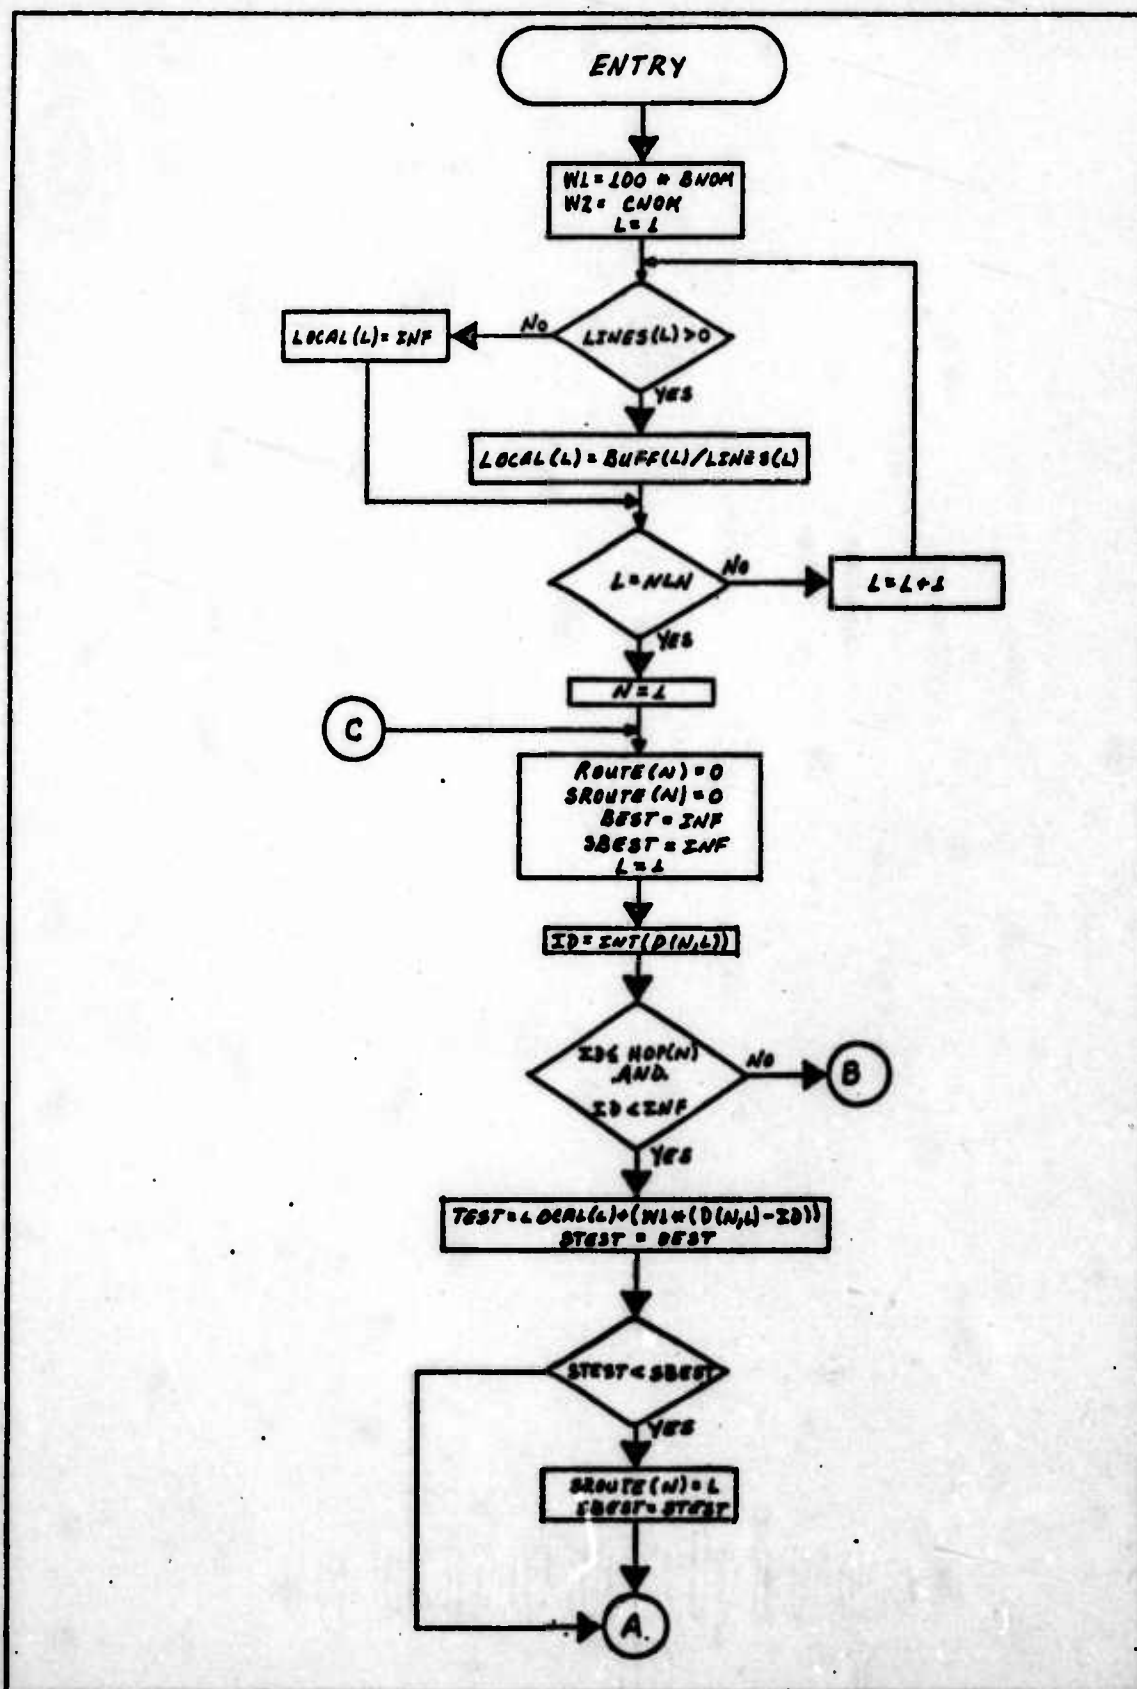 ENTRY
W1 = 100 * BNOM
W2 = CNOM
L = 1
LINES(L) > 0
NO
LOCAL(L) = INF
YES
LOCAL(L) = BUFF(L)/LINES(L)
L = NLN
NO
L = L + 1
YES
N = 1
C
ROUTE(N) = 0
SROUTE(N) = 0
BEST = INF
SBEST = INF
L = 1
ID = INT(D(N,L))
ID ≤ HOP(N)
.AND.
ID < INF
NO
B
YES
TEST = LOCAL(L) + (W1 * (D(N,L) - ID))
STEST = BEST
STEST < SBEST
YES
SROUTE(N) = L
SBEST = STEST
A.